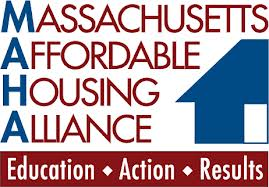 MASSACHUSETTS
AFFORDABLE
HOUSING
ALLIANCE
Education • Action • Results